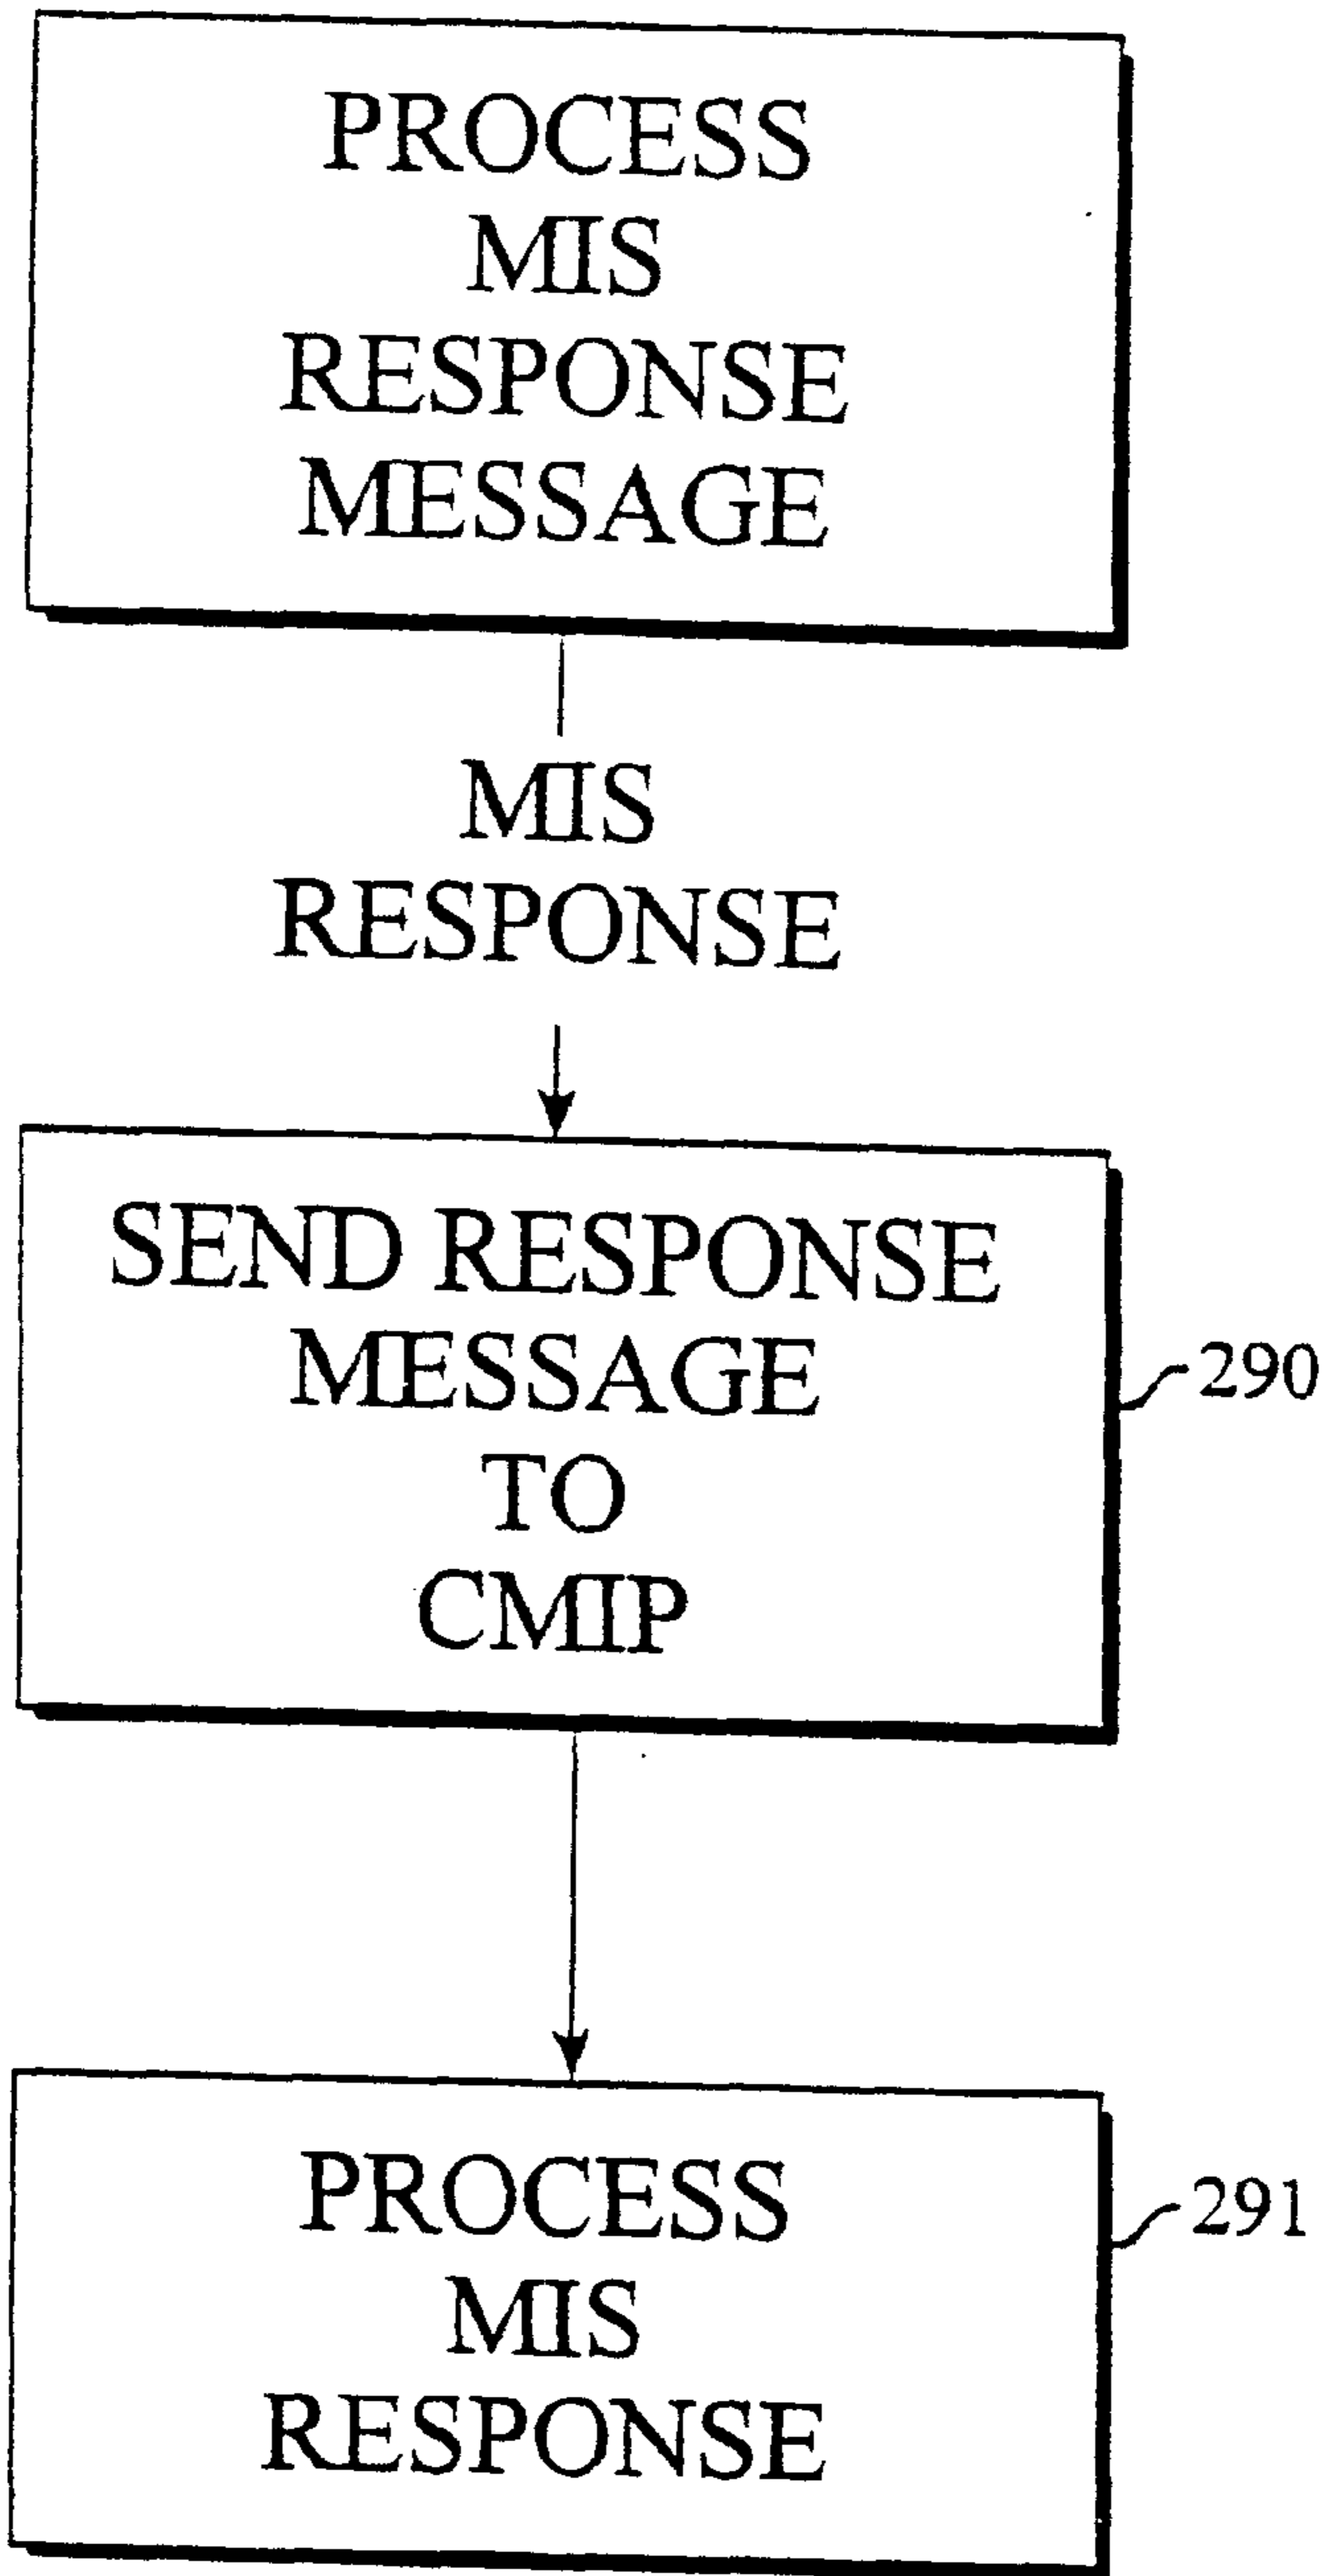 PROCESS
MIS
RESPONSE
MESSAGE
MIS
RESPONSE
SEND RESPONSE
MESSAGE
TO
CMIP
290
PROCESS
MIS
RESPONSE
291